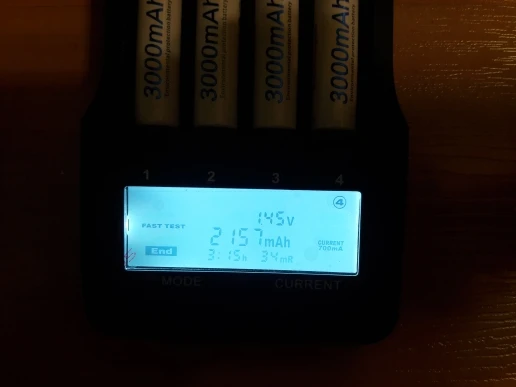 3000mAh
3000mAh
3000mAh
3000mAh
1 2 3 4
4
1.45v
FAST TEST
2157mAh
CURRENT
700mA
End
3:15h 34mR
MODE CURRENT